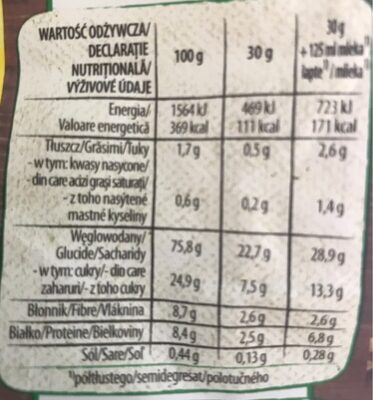 WARTOŚĆ ODŻYWCZA/
DECLARAȚIE
NUTRIȚIONALĂ/
VÝŽIVOVÉ ÚDAJE
100 g
30 g
30 g
+ 125 ml mleka¹⁾/
lapte¹⁾/mlieka¹⁾
Energia/
Valoare energetică
1564 kJ
369 kcal
469 kJ
111 kcal
723 kJ
171 kcal
Tłuszcz/Grăsimi/Tuky
1,7 g
0,5 g
2,6 g
- w tym: kwasy nasycone/
- din care acizi grași saturați/
- z toho nasýtené
mastné kyseliny
0,6 g
0,2 g
1,4 g
Węglowodany/
Glucide/Sacharidy
75,8 g
22,7 g
28,9 g
- w tym: cukry/- din care
zaharuri/- z toho cukry
24,9 g
7,5 g
13,3 g
Błonnik/Fibre/Vláknina
8,7 g
2,6 g
2,6 g
Białko/Proteine/Bielkoviny
8,4 g
2,5 g
6,8 g
Sól/Sare/Soľ
0,44 g
0,13 g
0,28 g
¹⁾półtłustego/semidegresat/polotučného